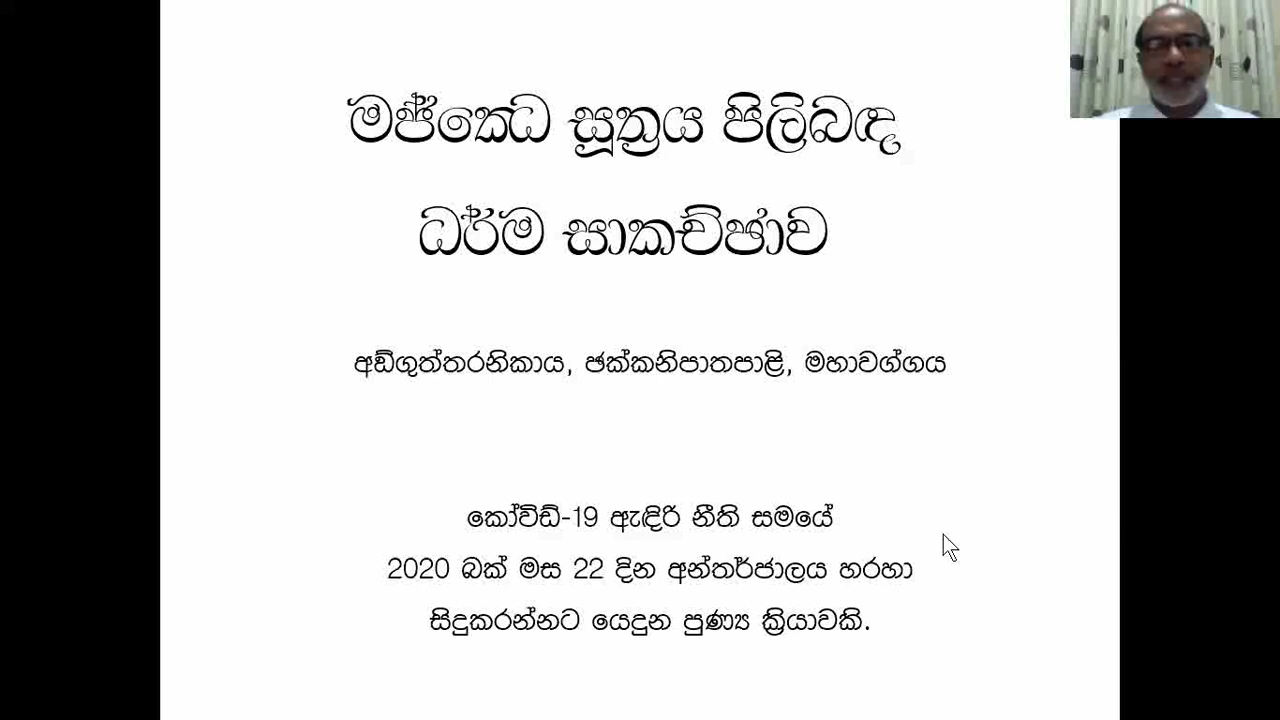 මජ්ඣෙ සූත්‍රය පිලිබඳ
ධර්ම සාකච්ඡාව
අඞ්ගුත්තරනිකාය, ඡක්කනිපාතපාළි, මහාවග්ගය
කෝවිඩ්-19 ඇඳිරි නීති සමයේ
2020 බක් මස 22 දින අන්තර්ජාලය හරහා
සිදුකරන්නට යෙදුන පුණ්‍ය ක්‍රියාවකි.